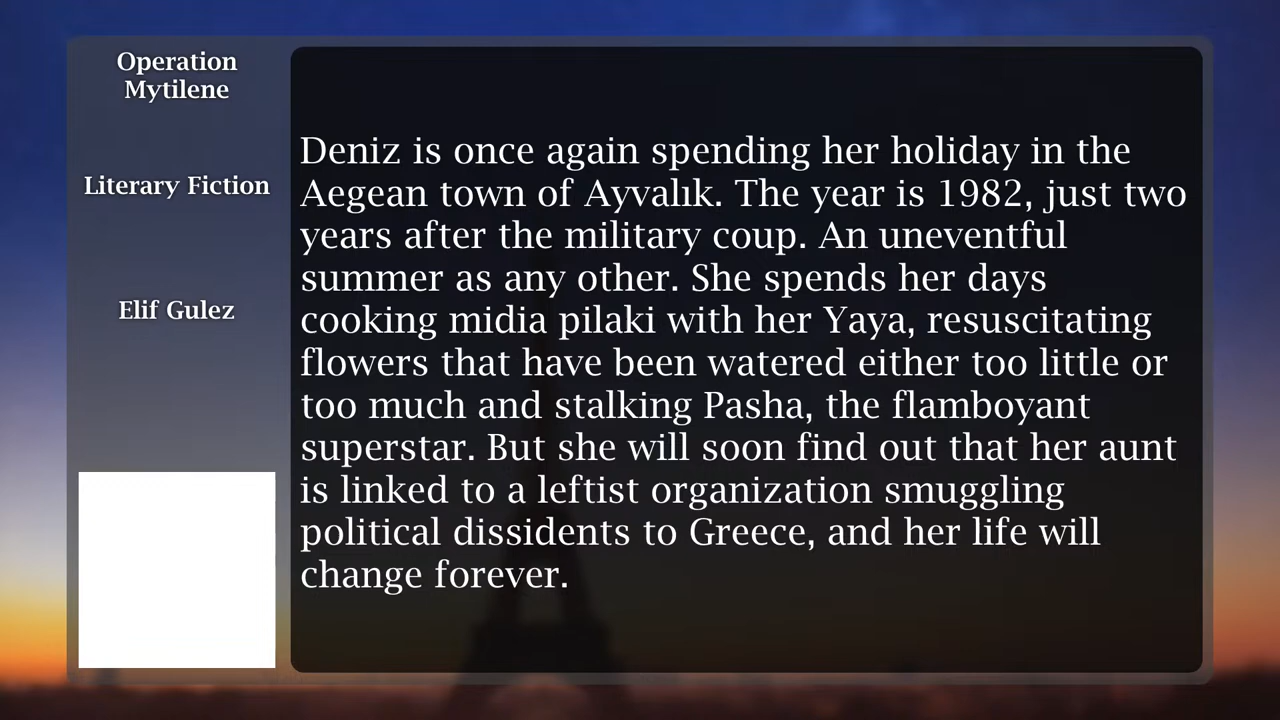 Operation
Mytilene
Literary Fiction
Elif Gulez
Deniz is once again spending her holiday in the
Aegean town of Ayvalık. The year is 1982, just two
years after the military coup. An uneventful
summer as any other. She spends her days
cooking midia pilaki with her Yaya, resuscitating
flowers that have been watered either too little or
too much and stalking Pasha, the flamboyant
superstar. But she will soon find out that her aunt
is linked to a leftist organization smuggling
political dissidents to Greece, and her life will
change forever.